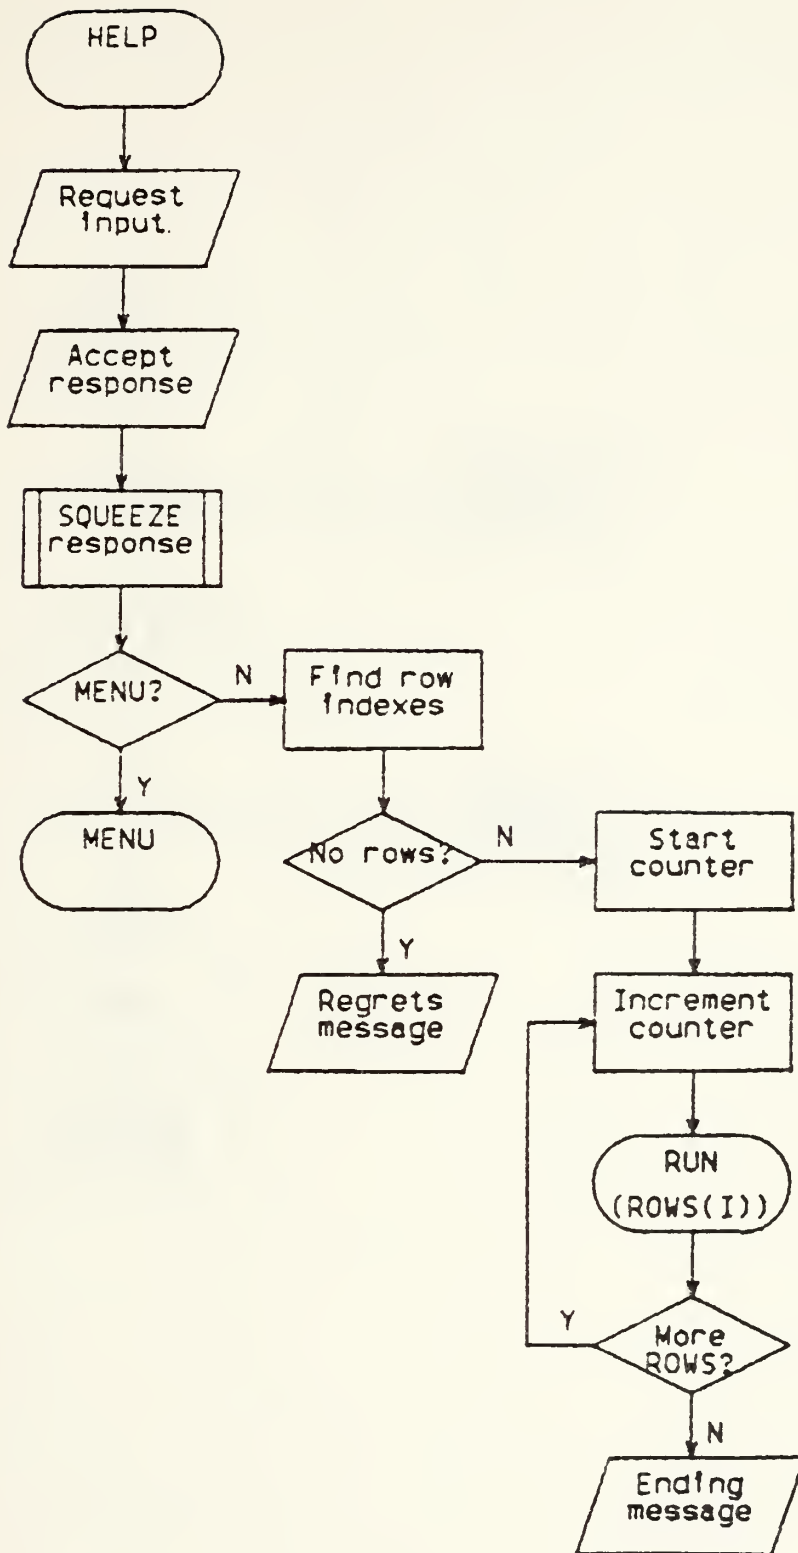 HELP
Request
input.
Accept
response
SQUEEZE
response
MENU?
N
Find row
indexes
Y
MENU
No rows?
N
Start
counter
Y
Regrets
message
Increment
counter
RUN
(ROWS(I))
Y
More
ROWS?
N
Ending
message